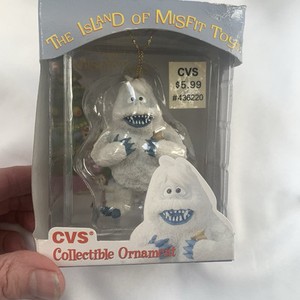 THE ISLAND OF MISFIT TOYS
CVS
$5.99
#436220
CVS®
Collectible Ornament